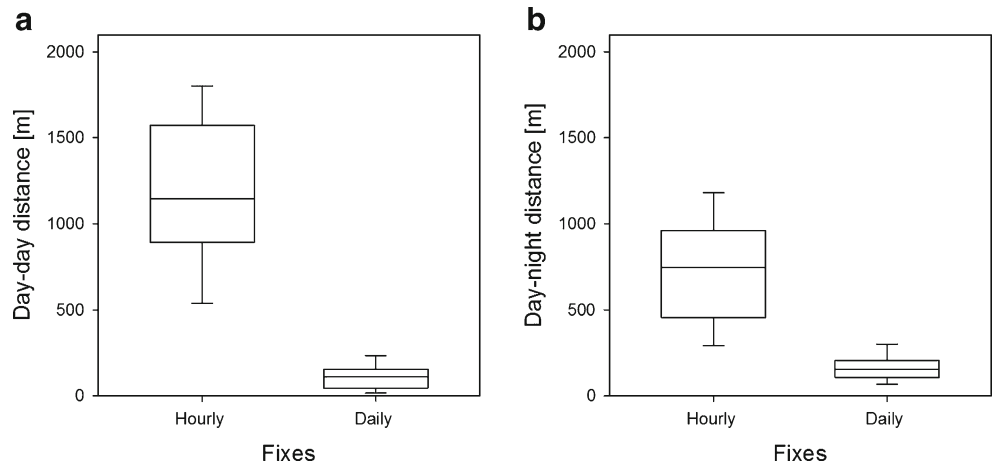 a
Day-day distance [m]
2000
1500
1000
500
0
Hourly Daily
Fixes
b
Day-night distance [m]
2000
1500
1000
500
0
Hourly Daily
Fixes